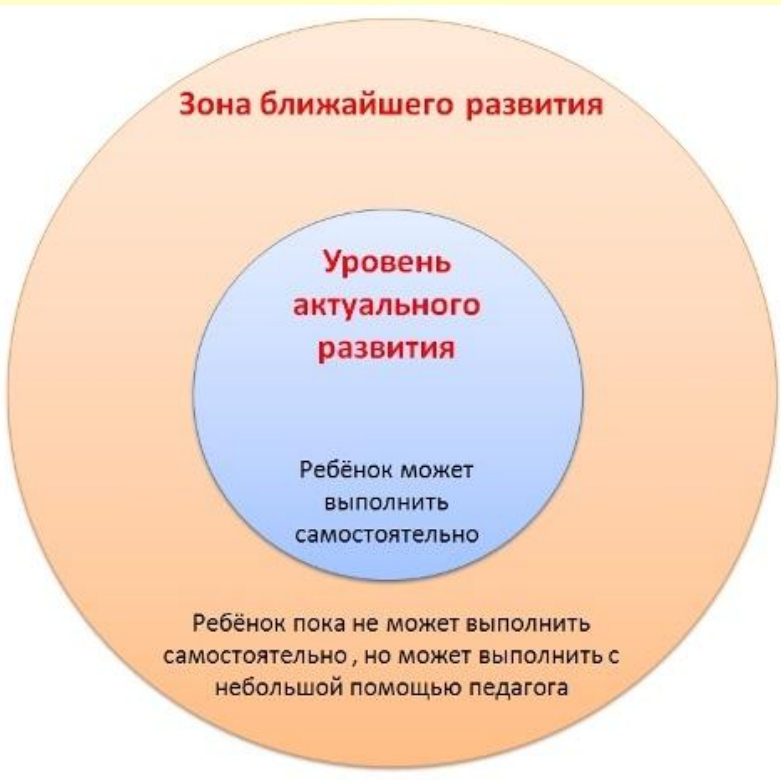 Зона ближайшего развития
Уровень
актуального
развития
Ребёнок может
выполнить
самостоятельно
Ребёнок пока не может выполнить
самостоятельно , но может выполнить с
небольшой помощью педагога